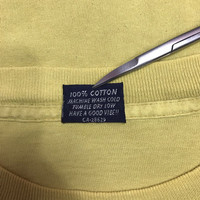 100% COTTON
MACHINE WASH COLD
TUMBLE DRY LOW
HAVE A GOOD VIBE!!